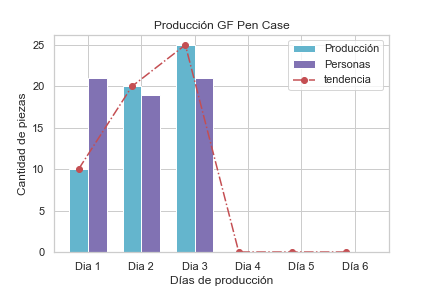 Producción GF Pen Case
Producción
Personas
tendencia
Cantidad de piezas
25
20
15
10
5
0
Dia 1 Dia 2 Dia 3 Dia 4 Día 5 Dia 6
Días de producción